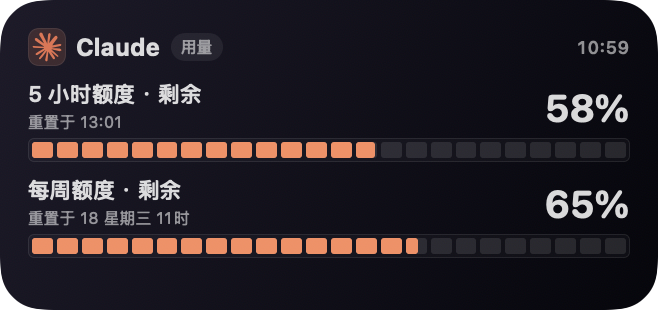 Claude 用量 10:59
5 小时额度 · 剩余
58%
重置于 13:01
每周额度 · 剩余
65%
重置于 18 星期三 11时